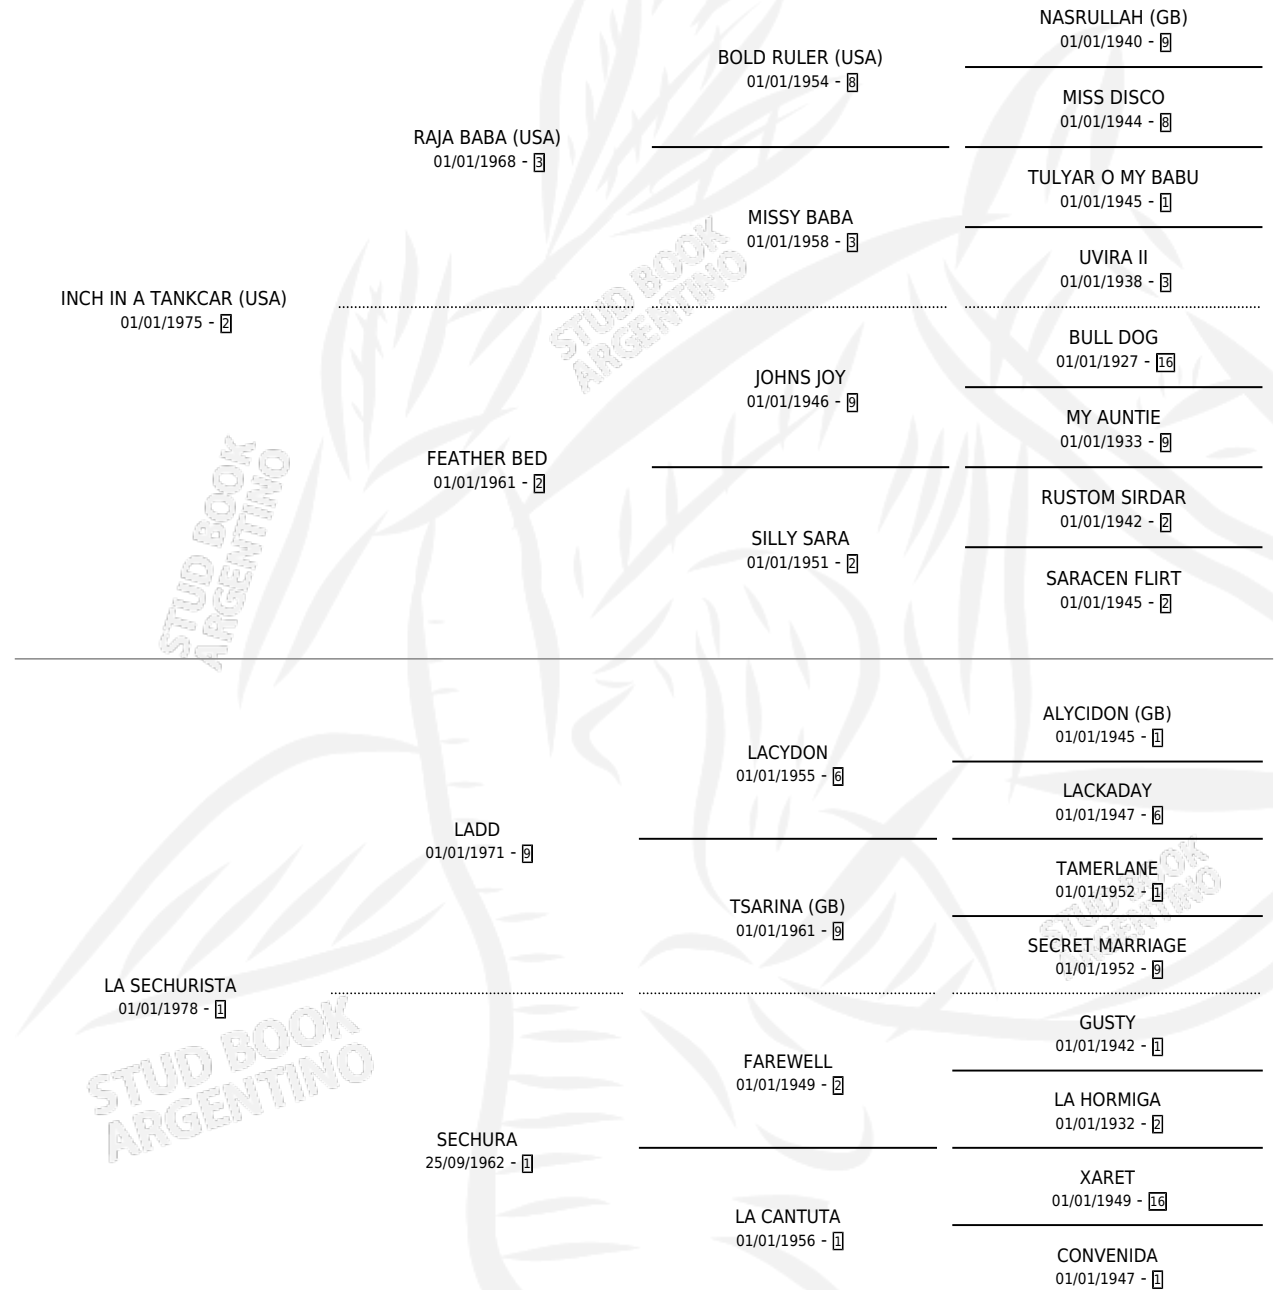 NASRULLAH (GB)
01/01/1940 - 9
BOLD RULER (USA)
01/01/1954 - 8
MISS DISCO
01/01/1944 - 8
RAJA BABA (USA)
01/01/1968 - 3
TULYAR O MY BABU
01/01/1945 - 1
MISSY BABA
01/01/1958 - 3
UVIRA II
01/01/1938 - 3
INCH IN A TANKCAR (USA)
01/01/1975 - 2
BULL DOG
01/01/1927 - 16
JOHNS JOY
01/01/1946 - 9
MY AUNTIE
01/01/1933 - 9
FEATHER BED
01/01/1961 - 2
RUSTOM SIRDAR
01/01/1942 - 2
SILLY SARA
01/01/1951 - 2
SARACEN FLIRT
01/01/1945 - 2
ALYCIDON (GB)
01/01/1945 - 1
LACYDON
01/01/1955 - 6
LACKADAY
01/01/1947 - 6
LADD
01/01/1971 - 9
TAMERLANE
01/01/1952 - 1
TSARINA (GB)
01/01/1961 - 9
SECRET MARRIAGE
01/01/1952 - 9
LA SECHURISTA
01/01/1978 - 1
GUSTY
01/01/1942 - 1
FAREWELL
01/01/1949 - 2
LA HORMIGA
01/01/1932 - 2
SECHURA
25/09/1962 - 1
XARET
01/01/1949 - 16
LA CANTUTA
01/01/1956 - 1
CONVENIDA
01/01/1947 - 1
STUD BOOK
ARGENTINO
STUD BOOK
ARGENTINO
STUD BOOK
ARGENTINO
STUD BOOK
ARGENTINO